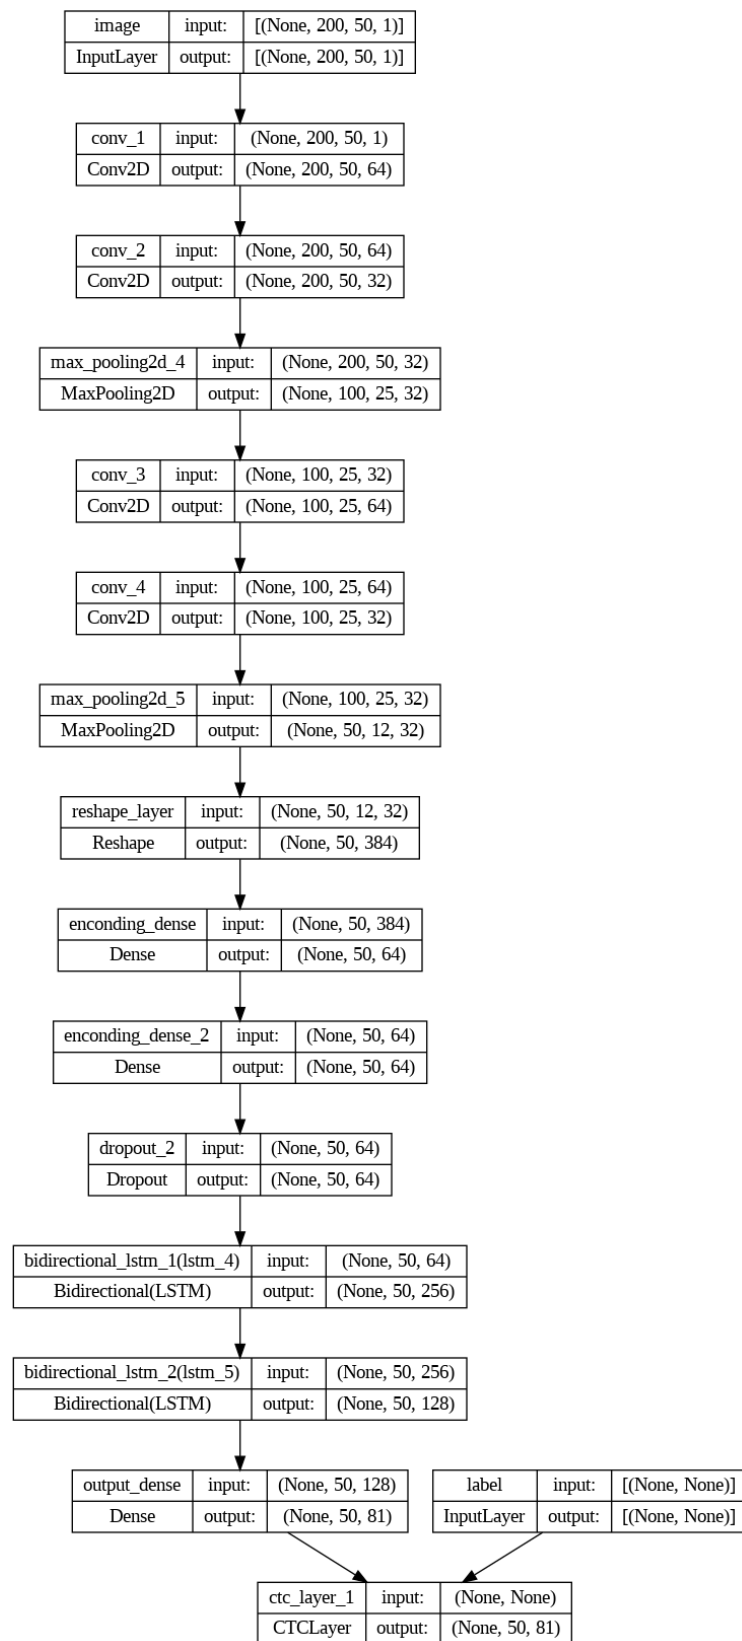 image input: [(None, 200, 50, 1)]
InputLayer output: [(None, 200, 50, 1)]
conv_1 input: (None, 200, 50, 1)
Conv2D output: (None, 200, 50, 64)
conv_2 input: (None, 200, 50, 64)
Conv2D output: (None, 200, 50, 32)
max_pooling2d_4 input: (None, 200, 50, 32)
MaxPooling2D output: (None, 100, 25, 32)
conv_3 input: (None, 100, 25, 32)
Conv2D output: (None, 100, 25, 64)
conv_4 input: (None, 100, 25, 64)
Conv2D output: (None, 100, 25, 32)
max_pooling2d_5 input: (None, 100, 25, 32)
MaxPooling2D output: (None, 50, 12, 32)
reshape_layer input: (None, 50, 12, 32)
Reshape output: (None, 50, 384)
enconding_dense input: (None, 50, 384)
Dense output: (None, 50, 64)
enconding_dense_2 input: (None, 50, 64)
Dense output: (None, 50, 64)
dropout_2 input: (None, 50, 64)
Dropout output: (None, 50, 64)
bidirectional_lstm_1(lstm_4) input: (None, 50, 64)
Bidirectional(LSTM) output: (None, 50, 256)
bidirectional_lstm_2(lstm_5) input: (None, 50, 256)
Bidirectional(LSTM) output: (None, 50, 128)
output_dense input: (None, 50, 128)
Dense output: (None, 50, 81)
label input: [(None, None)]
InputLayer output: [(None, None)]
ctc_layer_1 input: (None, None)
CTCLayer output: (None, 50, 81)